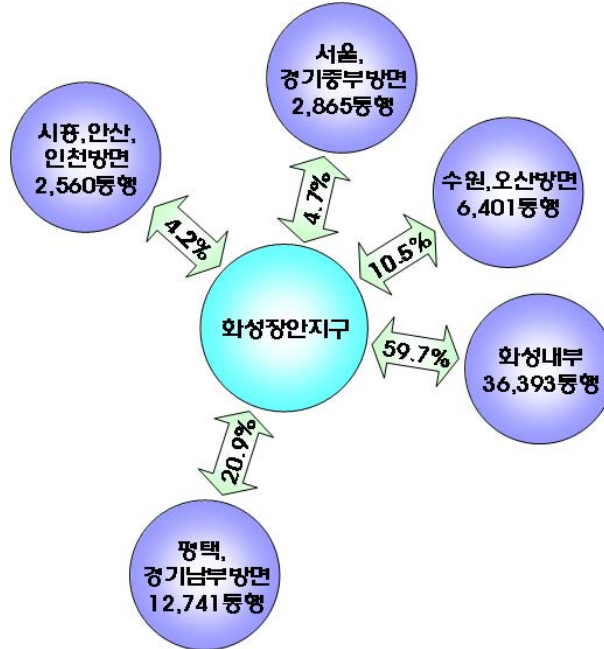 서울,
경기중부방면
2,865통행
시흥,안산,
인천방면
2,560통행
수원,오산방면
6,401통행
4.7%
4.2%
10.5%
화성장안지구
59.7%
화성내부
36,393통행
20.9%
평택,
경기남부방면
12,741통행